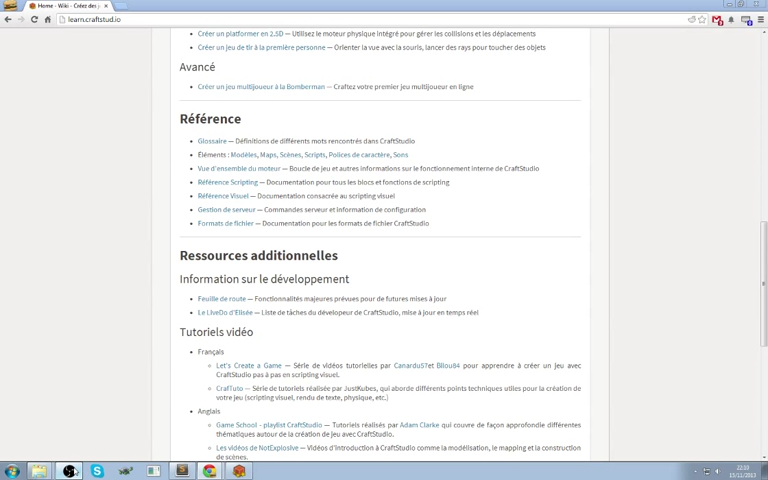 Home - Wiki - Créez des j
learn.craftstud.io
Créer un platformer en 2.5D — Utilisez le moteur physique intégré pour gérer les collisions et les déplacements
Créer un jeu de tir à la première personne — Orienter la vue avec la souris, lancer des rays pour toucher des objets
Avancé
Créer un jeu multijoueur à la Bomberman — Craftez votre premier jeu multijoueur en ligne
Référence
Glossaire — Définitions de différents mots rencontrés dans CraftStudio
Éléments : Modèles, Maps, Scènes, Scripts, Polices de caractère, Sons
Vue d'ensemble du moteur — Boucle de jeu et autres informations sur le fonctionnement interne de CraftStudio
Référence Scripting — Documentation pour tous les blocs et fonctions de scripting
Référence Visuel — Documentation consacrée au scripting visuel
Gestion de serveur — Commandes serveur et information de configuration
Formats de fichier — Documentation pour les formats de fichier CraftStudio
Ressources additionnelles
Information sur le développement
Feuille de route — Fonctionnalités majeures prévues pour de futures mises à jour
Le LiveDo d'Elisée — Liste de tâches du dévelopeur de CraftStudio, mise à jour en temps réel
Tutoriels vidéo
Français
Let's Create a Game — Série de vidéos tutorielles par Canardu57et Bilou84 pour apprendre à créer un jeu avec
CraftStudio pas à pas en scripting visuel.
CrafTuto — Série de tutoriels réalisée par JustKubes, qui aborde différents points techniques utiles pour la création de
votre jeu (scripting visuel, rendu de texte, physique, etc.)
Anglais
Game School - playlist CraftStudio — Tutoriels réalisés par Adam Clarke qui couvre de façon approfondie différentes
thématiques autour de la création de jeu avec CraftStudio.
Les vidéos de NotExplosive — Vidéos d'introduction à CraftStudio comme la modélisation, le mapping et la construction
de scènes.
22:03
15/11/2013